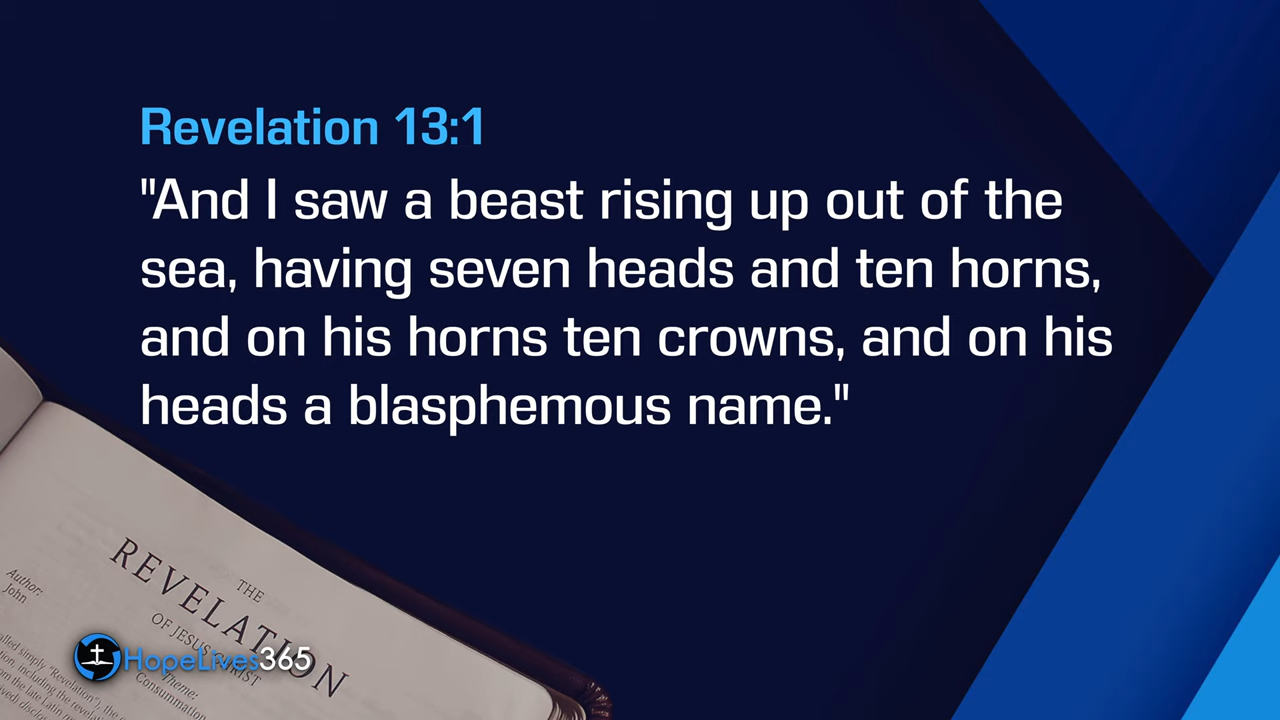 Revelation 13:1
"And I saw a beast rising up out of the
sea, having seven heads and ten horns,
and on his horns ten crowns, and on his
heads a blasphemous name."
THE
REVELATION
OF JESUS CHRIST
Author:
John
Theme:
Consummation
HopeLives365